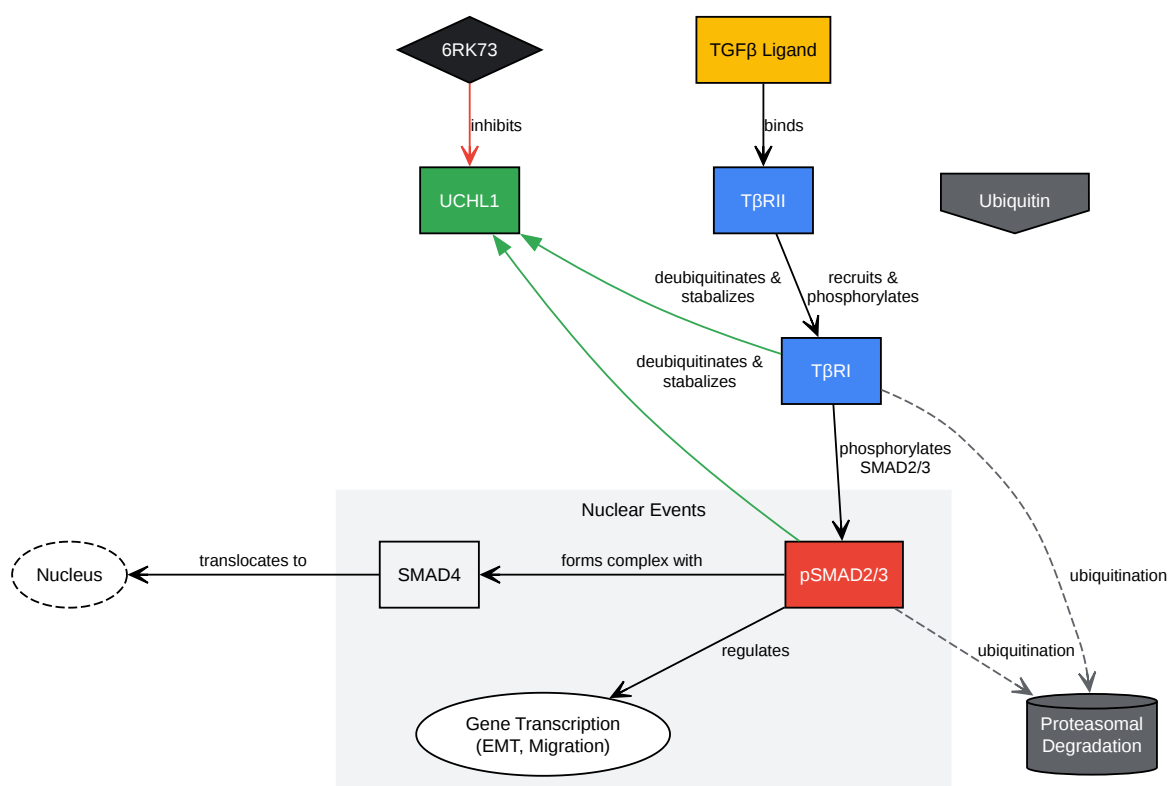 6RK73
TGFβ Ligand
inhibits
binds
UCHL1
TβRII
Ubiquitin
deubiquitinates &
stabalizes
recruits &
phosphorylates
deubiquitinates &
stabalizes
TβRI
phosphorylates
SMAD2/3
Nuclear Events
Nucleus
translocates to
SMAD4
forms complex with
pSMAD2/3
ubiquitination
regulates
ubiquitination
Gene Transcription
(EMT, Migration)
Proteasomal
Degradation